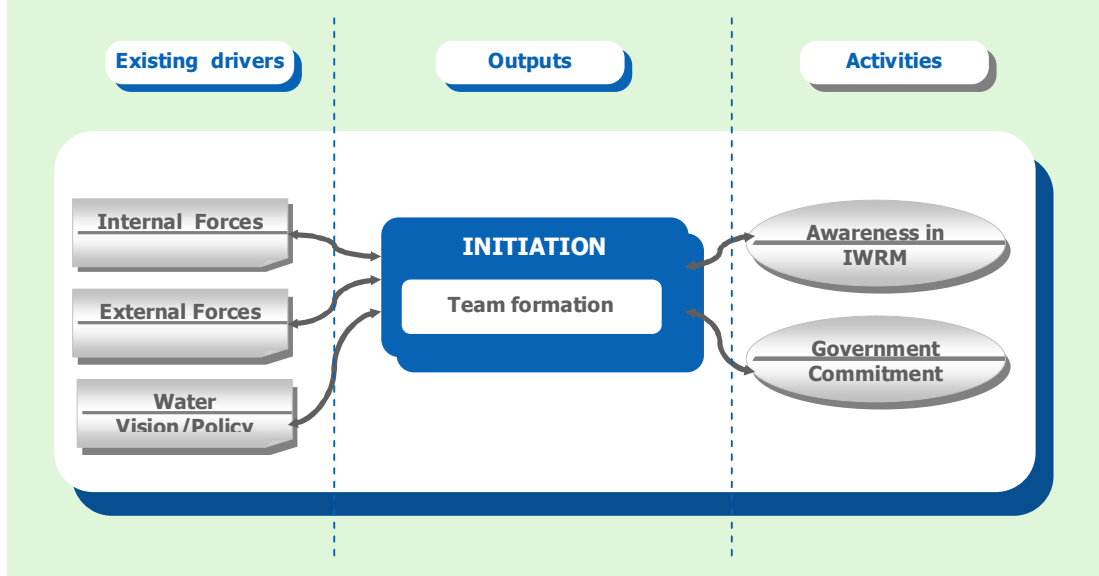 Existing drivers
Outputs
Activities
Internal Forces
External Forces
Water
Vision/Policy
INITIATION
Team formation
Awareness in
IWRM
Government
Commitment